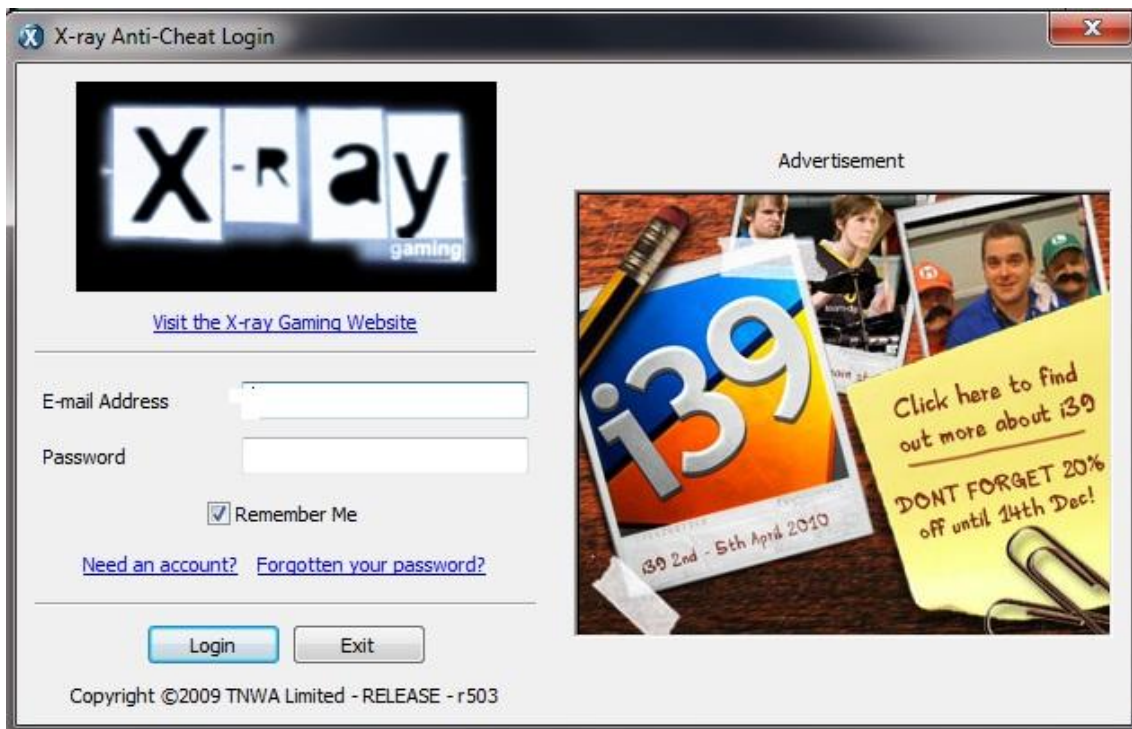 X-ray Anti-Cheat Login
X-Ray
gaming
Visit the X-ray Gaming Website
E-mail Address
Password
Remember Me
Need an account? Forgotten your password?
Login Exit
Copyright ©2009 TNWA Limited - RELEASE - r503
Advertisement
i39
i39 2nd - 5th April 2010
Click here to find
out more about i39
DONT FORGET 20%
off until 14th Dec!